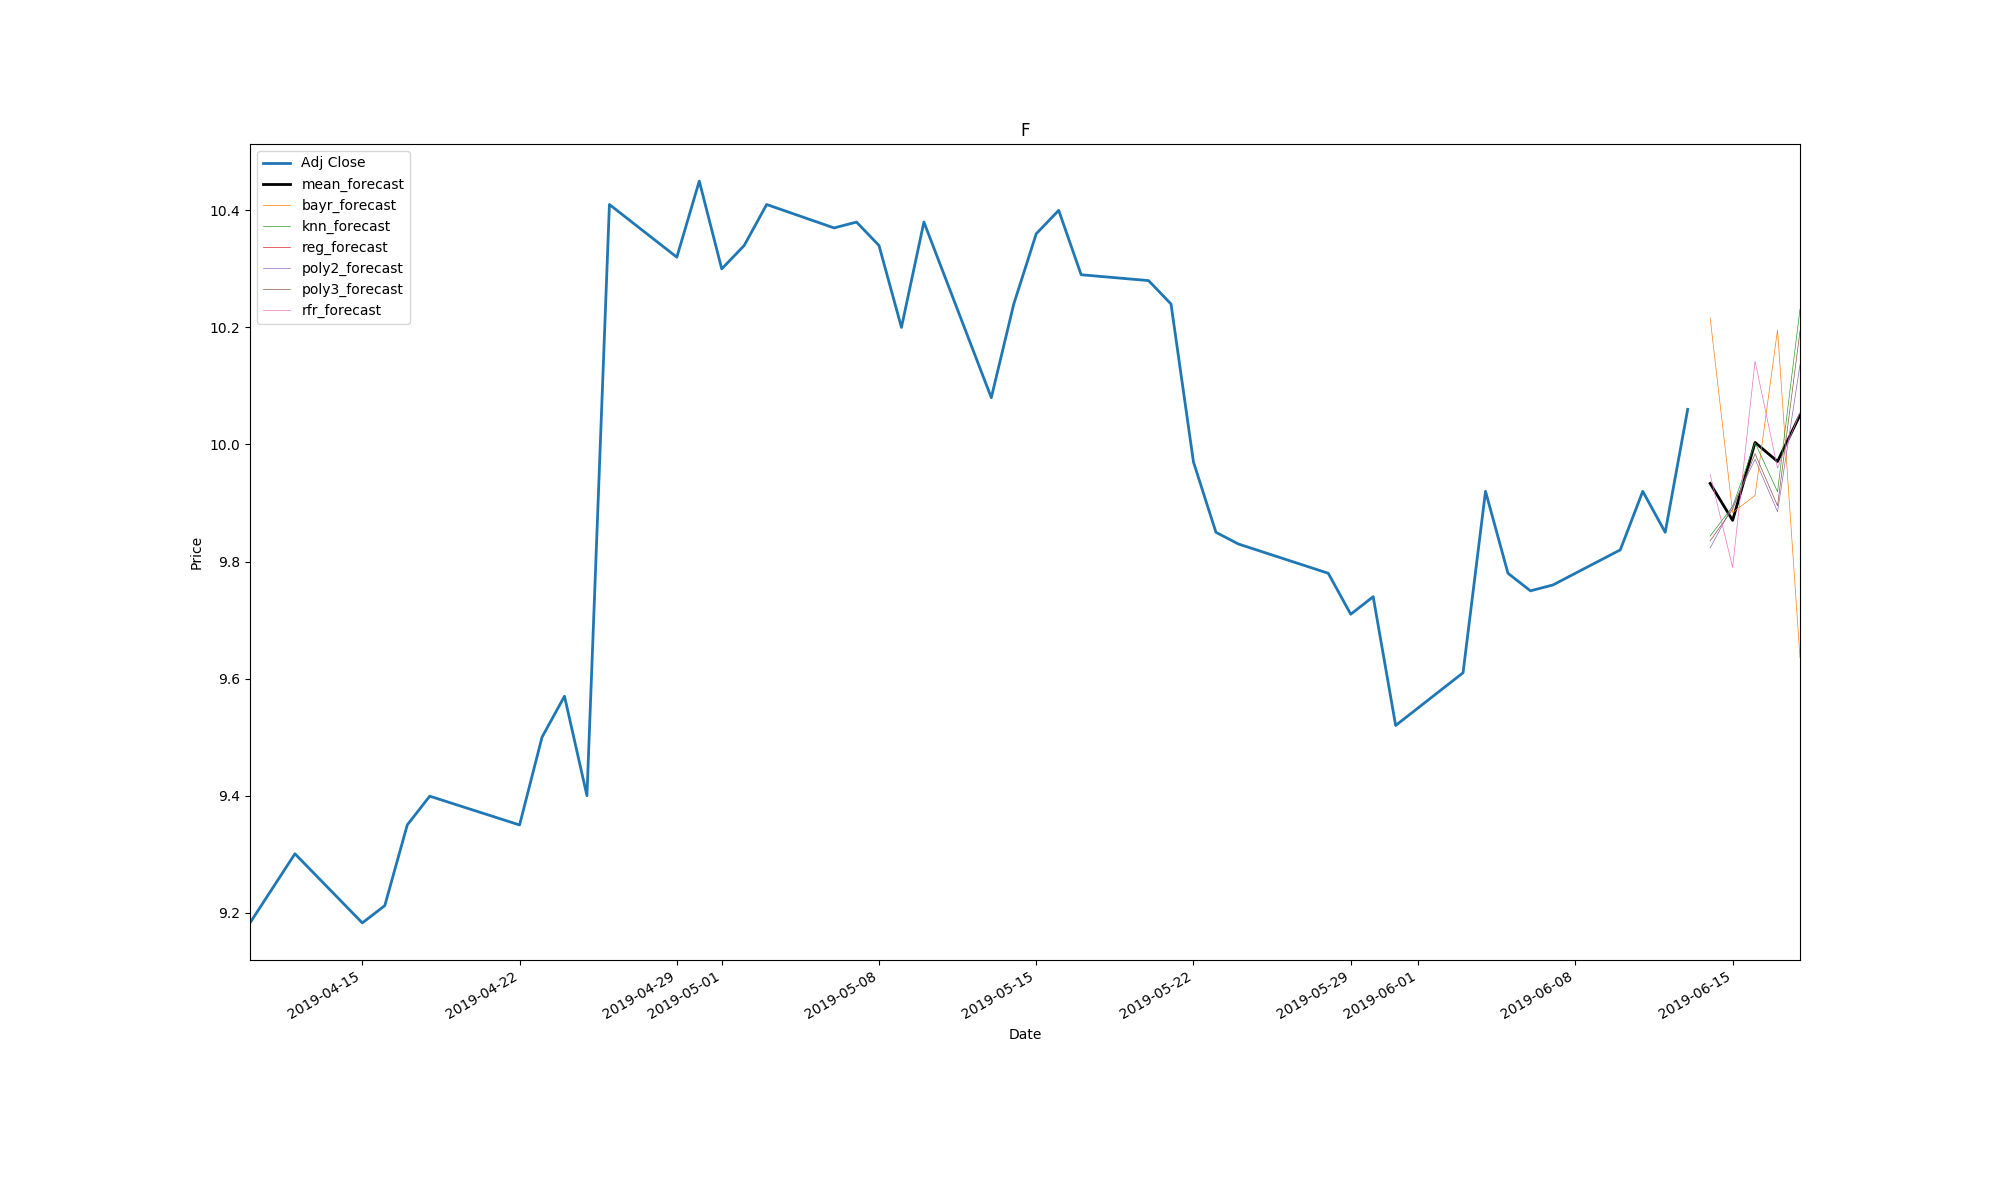 F
Adj Close
mean_forecast
bayr_forecast
knn_forecast
reg_forecast
poly2_forecast
poly3_forecast
rfr_forecast
10.4
10.2
10.0
9.8
9.6
9.4
9.2
Price
2019-04-15
2019-04-22
2019-04-29
2019-05-01
2019-05-08
2019-05-15
2019-05-22
2019-05-29
2019-06-01
2019-06-08
2019-06-15
Date